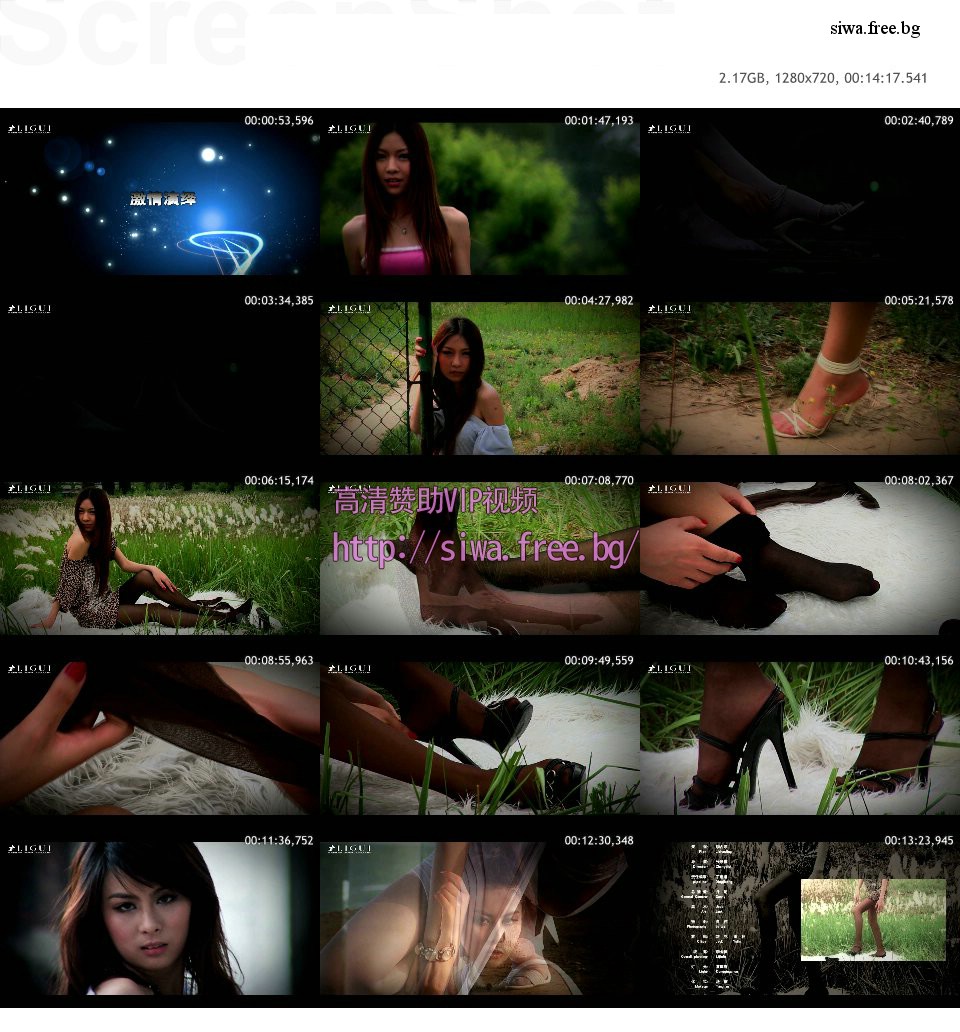 ScreenShot
siwa.free.bg
2.17GB, 1280x720, 00:14:17.541
00:00:53,596
00:01:47,193
00:02:40,789
LIGUI
LIGUI
LIGUI
激情演绎
00:03:34,385
00:04:27,982
00:05:21,578
LIGUI
LIGUI
LIGUI
00:06:15,174
00:07:08,770
00:08:02,367
LIGUI
LIGUI
高清赞助VIP视频
http://siwa.free.bg/
00:08:55,963
00:09:49,559
00:10:43,156
LIGUI
LIGUI
LIGUI
00:11:36,752
00:12:30,348
00:13:23,945
LIGUI
LIGUI